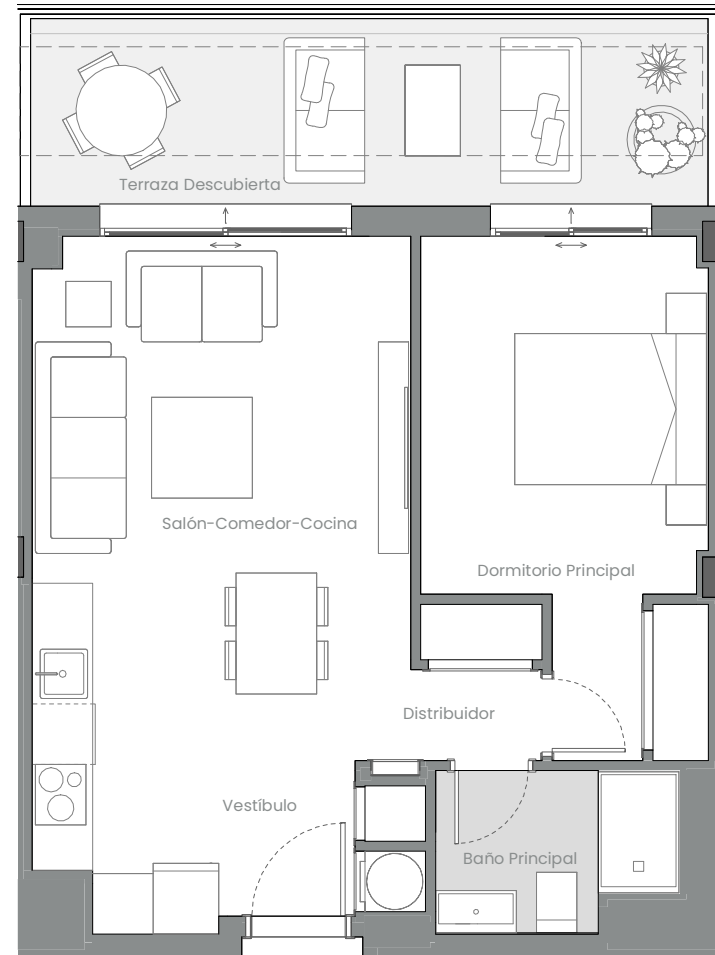 Terraza Descubierta
Salón-Comedor-Cocina
Dormitorio Principal
Distribuidor
Vestíbulo
Baño Principal